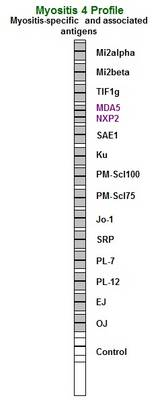 Myositis 4 Profile
Myositis-specific and associated
antigens
Mi2alpha
Mi2beta
TIF1g
MDA5
NXP2
SAE1
Ku
PM-Scl100
PM-Scl75
Jo-1
SRP
PL-7
PL-12
EJ
OJ
Control